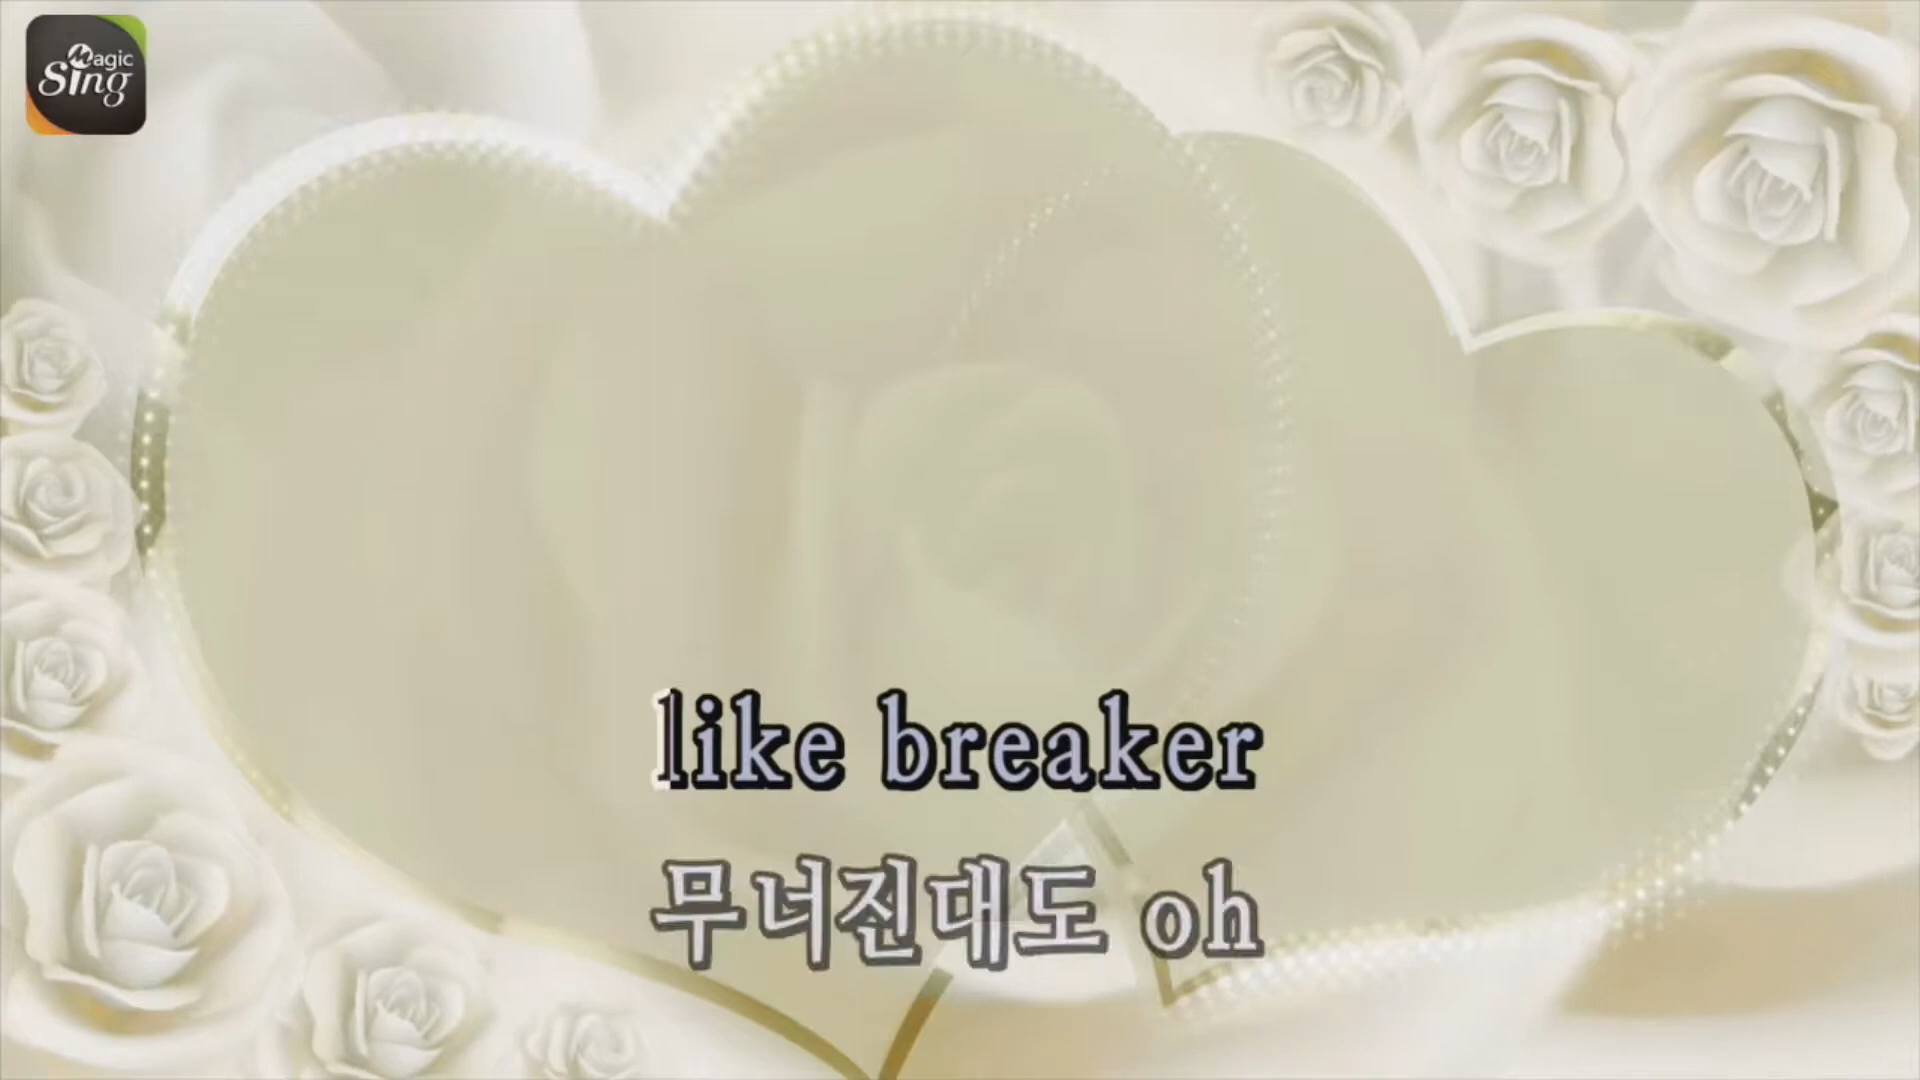 Magic
Sing
like breaker
무너진대도 oh